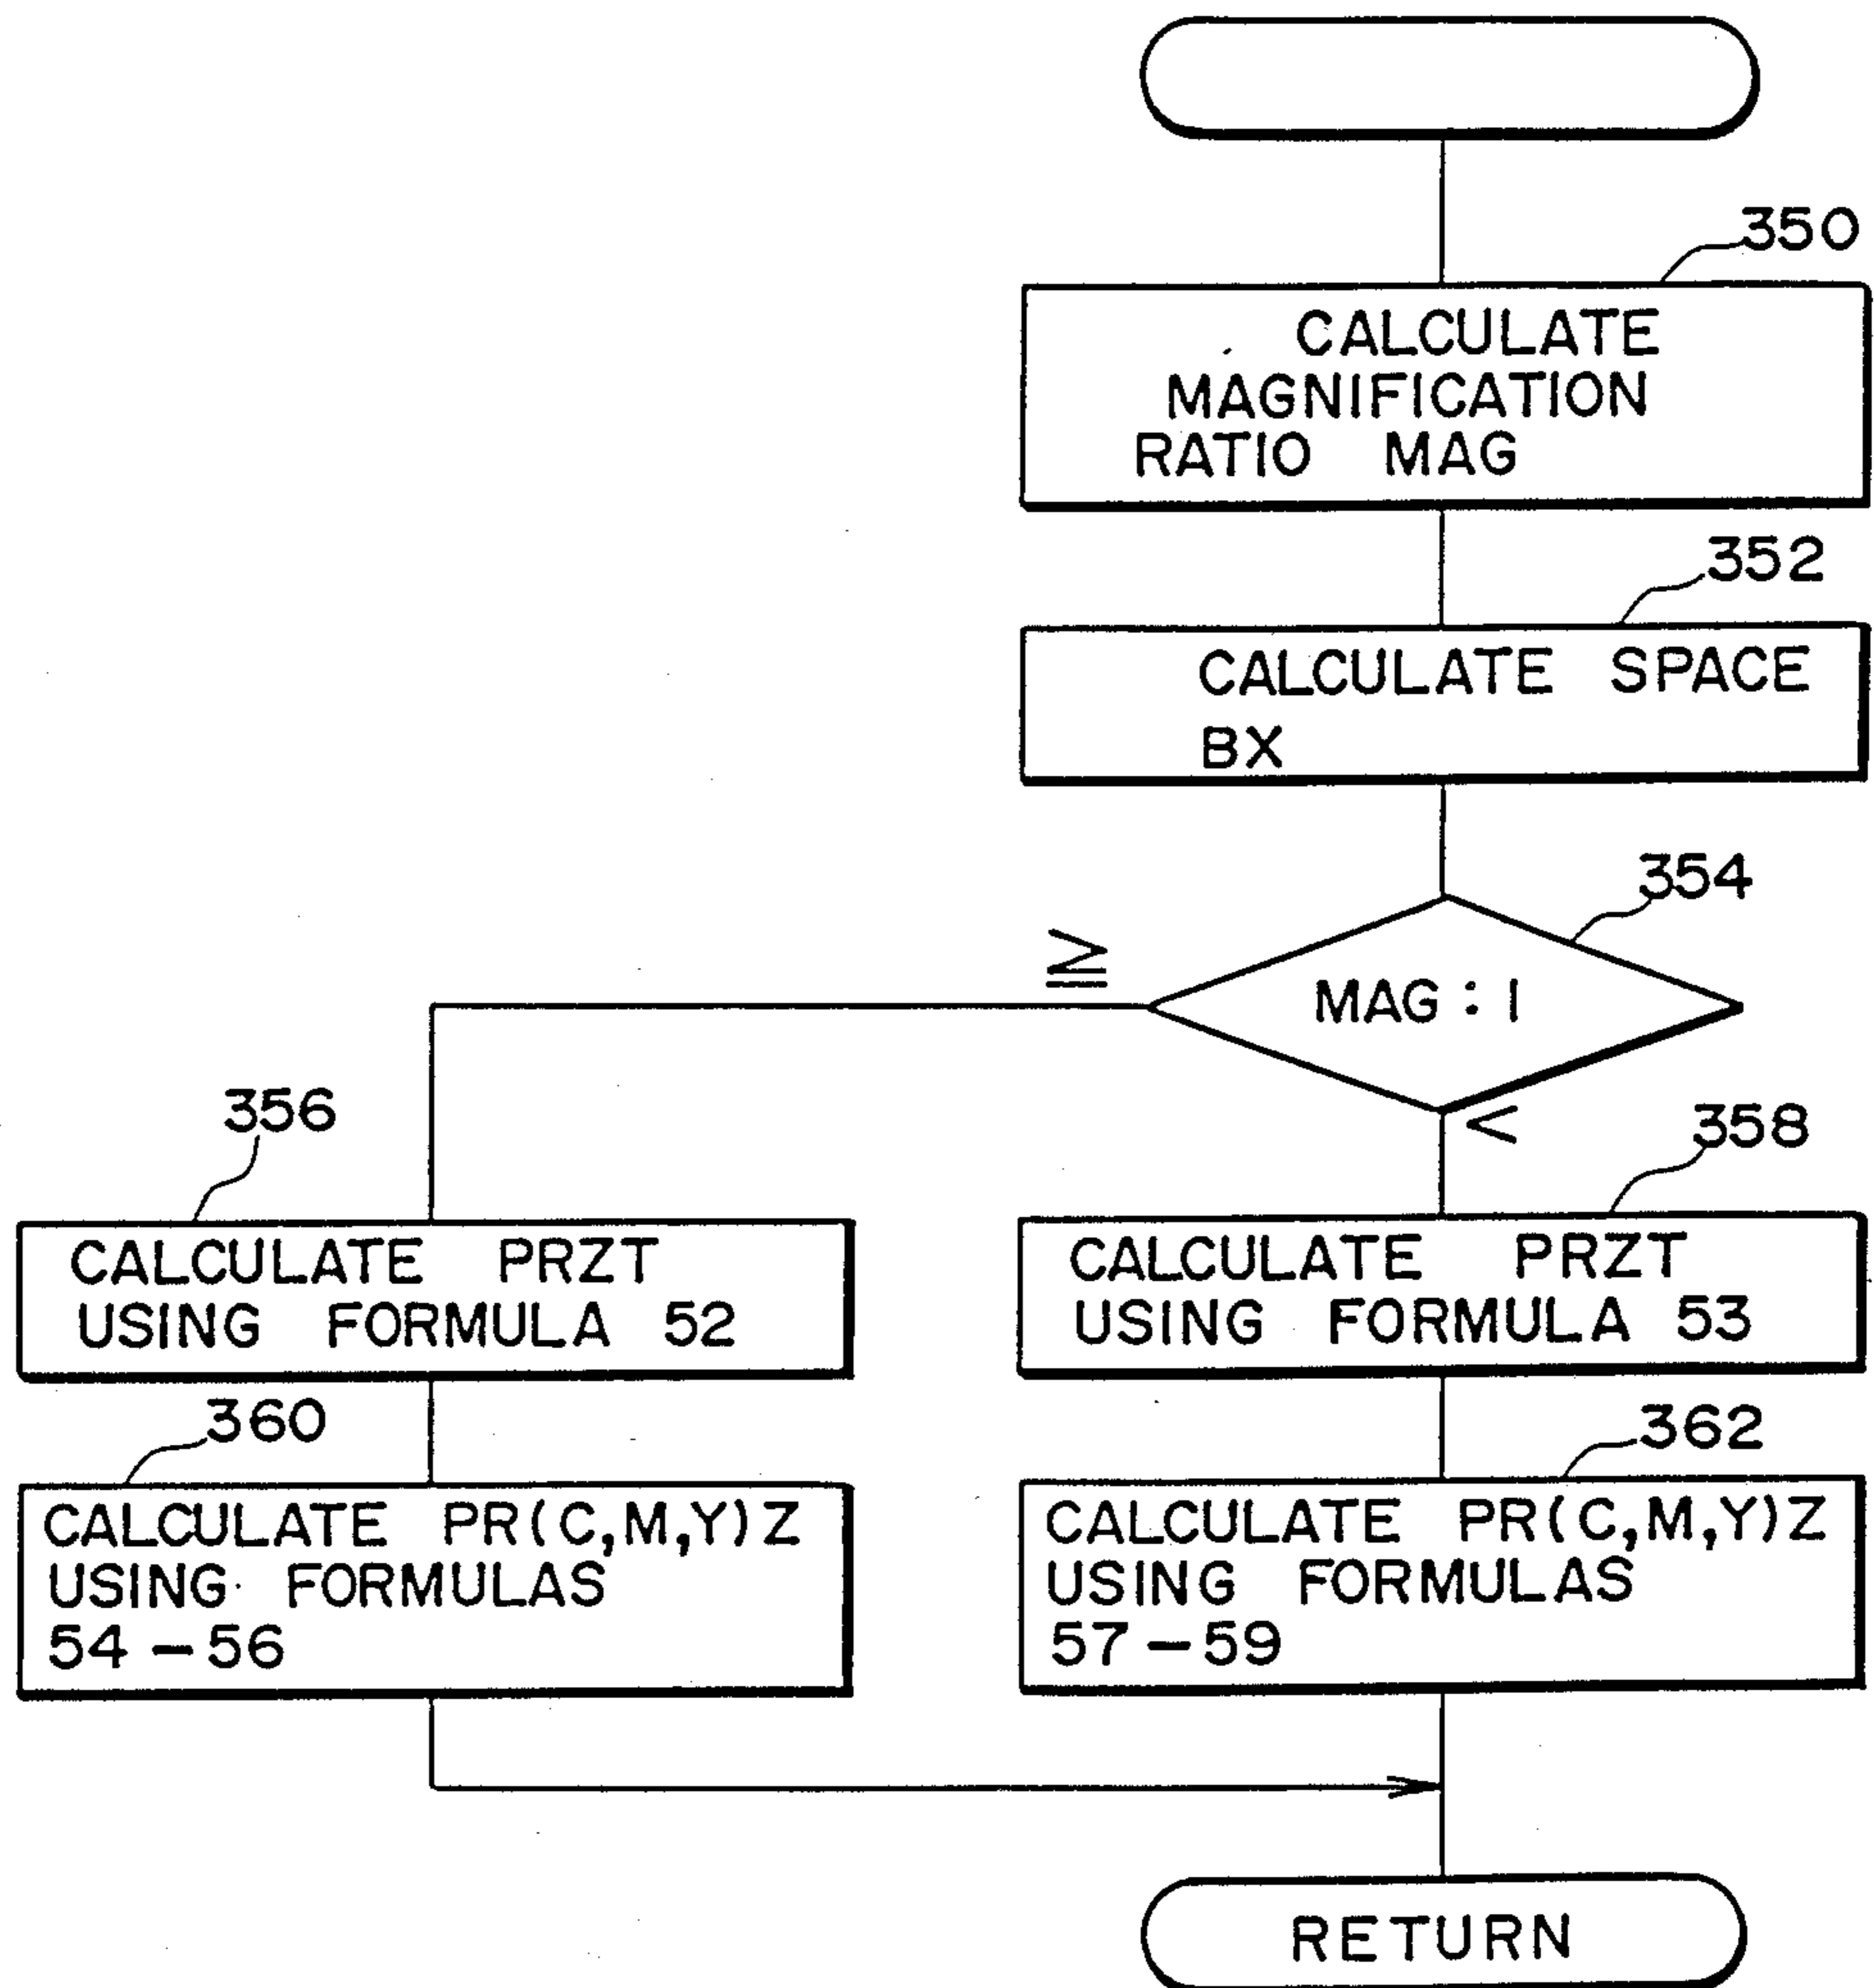 350
CALCULATE
MAGNIFICATION
RATIO MAG
352
CALCULATE SPACE
BX
354
≧
MAG : 1
<
356
358
CALCULATE PRZT
USING FORMULA 52
CALCULATE PRZT
USING FORMULA 53
360
362
CALCULATE PR(C,M,Y)Z
USING FORMULAS
54-56
CALCULATE PR(C,M,Y)Z
USING FORMULAS
57-59
RETURN